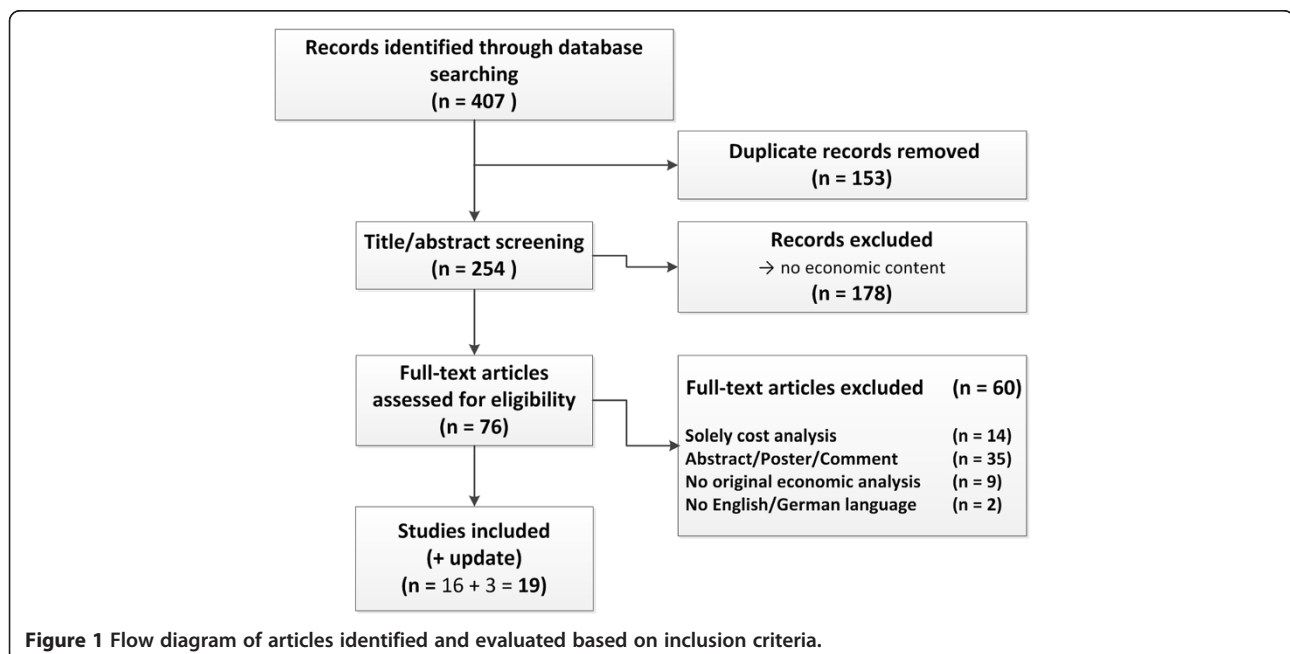 Records identified through database
searching
(n = 407 )
Duplicate records removed
(n = 153)
Title/abstract screening
(n = 254 )
Records excluded
→ no economic content
(n = 178)
Full-text articles
assessed for eligibility
(n = 76)
Full-text articles excluded (n = 60)
Solely cost analysis (n = 14)
Abstract/Poster/Comment (n = 35)
No original economic analysis (n = 9)
No English/German language (n = 2)
Studies included
(+ update)
(n = 16 + 3 = 19)
Figure 1 Flow diagram of articles identified and evaluated based on inclusion criteria.